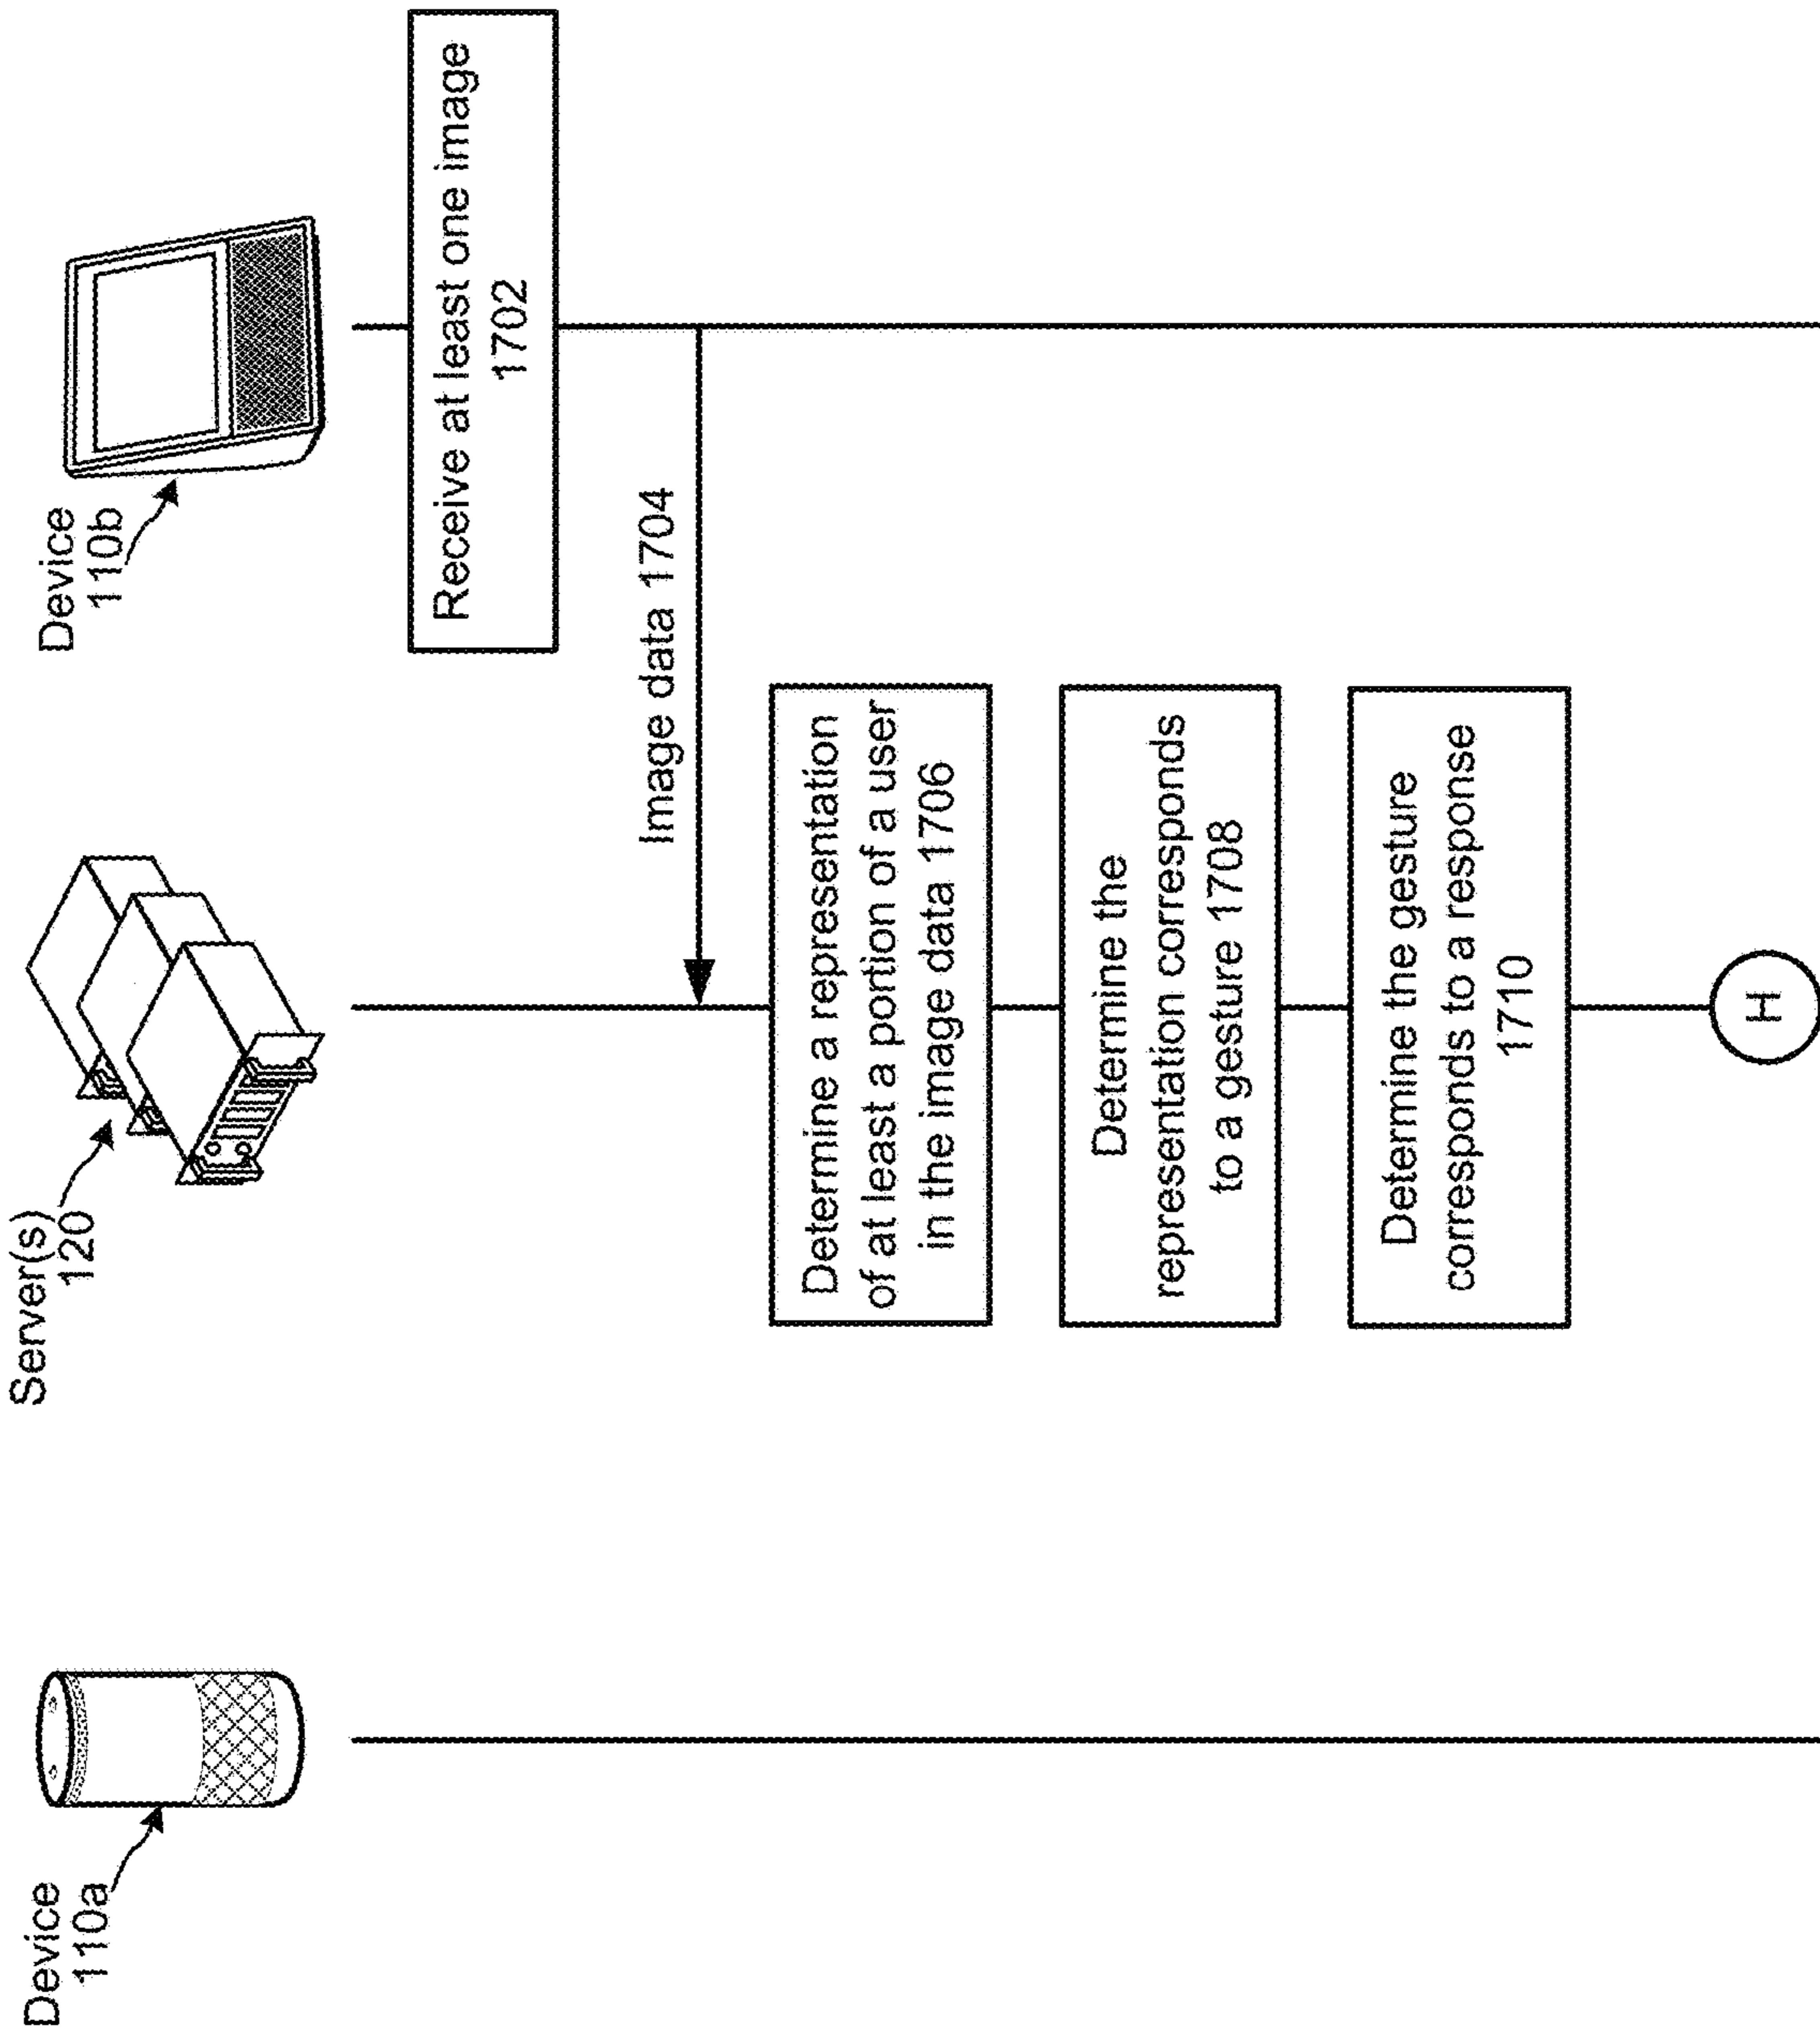 Device
110a
Server(s)
120
Device
110b
Receive at least one image
1702
Image data 1704
Determine a representation
of at least a portion of a user
in the image data 1706
Determine the
representation corresponds
to a gesture 1708
Determine the gesture
corresponds to a response
1710
H